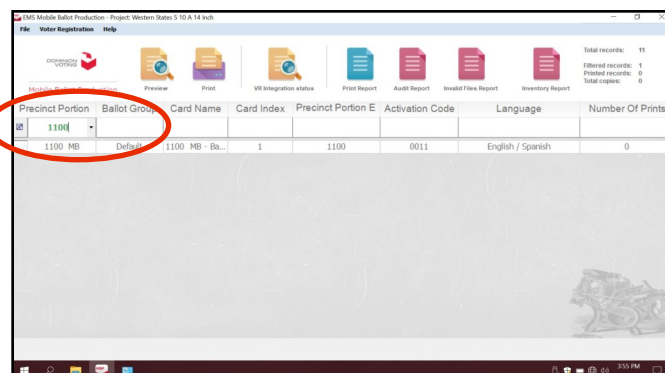 EMS Mobile Ballot Production - Project: Western States 5 10 A 14 Inch
File Voter Registration Help
DOMINION
VOTING
Mobile Ballot Production
Preview Print VR Integration status Print Report Audit Report Invalid Files Report Inventory Report
Total records: 11
Filtered records: 1
Printed records: 0
Total copies: 0
Precinct Portion Ballot Group Card Name Card Index Precinct Portion E Activation Code Language Number Of Prints
1100
1100 MB Default 1100 MB - Ba... 1 1100 0011 English / Spanish 0
3:55 PM